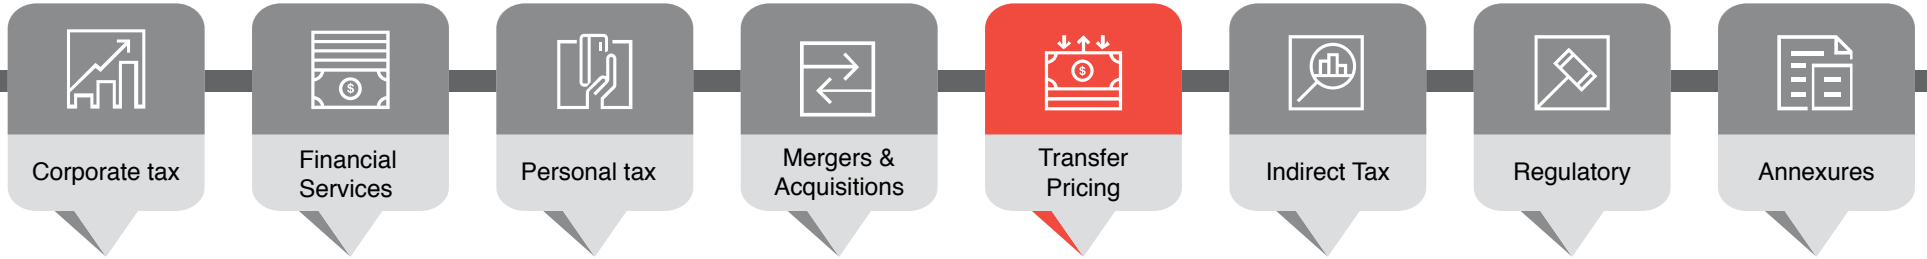 Corporate tax
Financial
Services
Personal tax
Mergers &
Acquisitions
Transfer
Pricing
Indirect Tax
Regulatory
Annexures